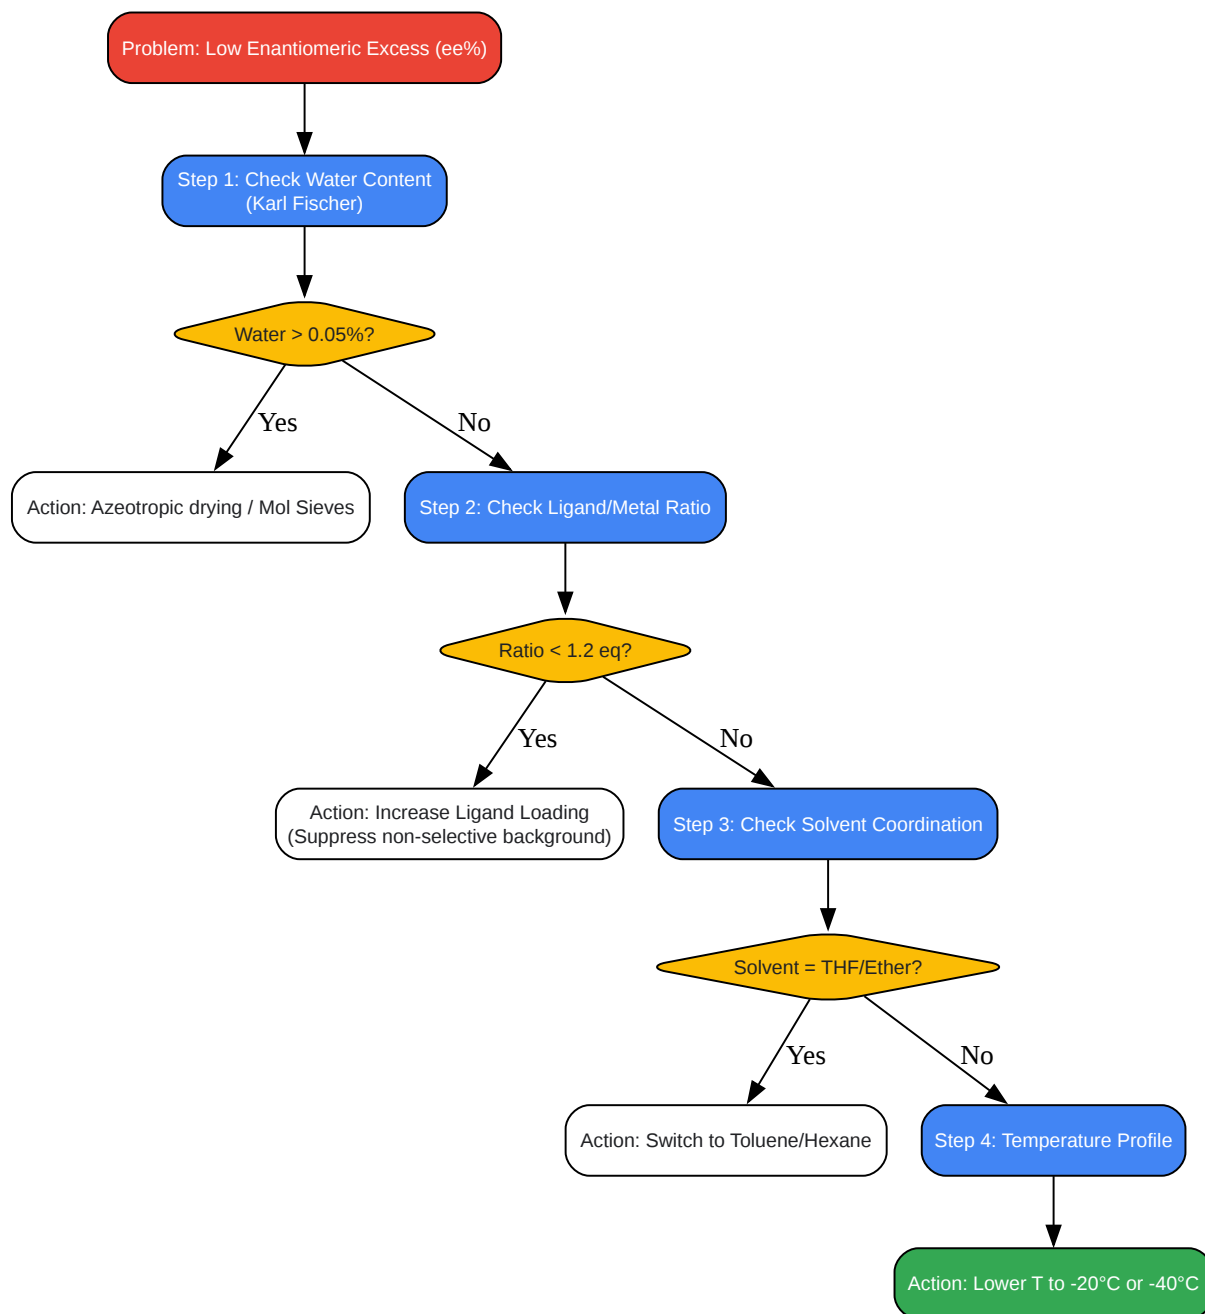 Problem: Low Enantiomeric Excess (ee%)
Step 1: Check Water Content
(Karl Fischer)
Water > 0.05%?
Yes
No
Action: Azeotropic drying / Mol Sieves
Step 2: Check Ligand/Metal Ratio
Ratio < 1.2 eq?
Yes
No
Action: Increase Ligand Loading
(Suppress non-selective background)
Step 3: Check Solvent Coordination
Solvent = THF/Ether?
Yes
No
Action: Switch to Toluene/Hexane
Step 4: Temperature Profile
Action: Lower T to -20°C or -40°C